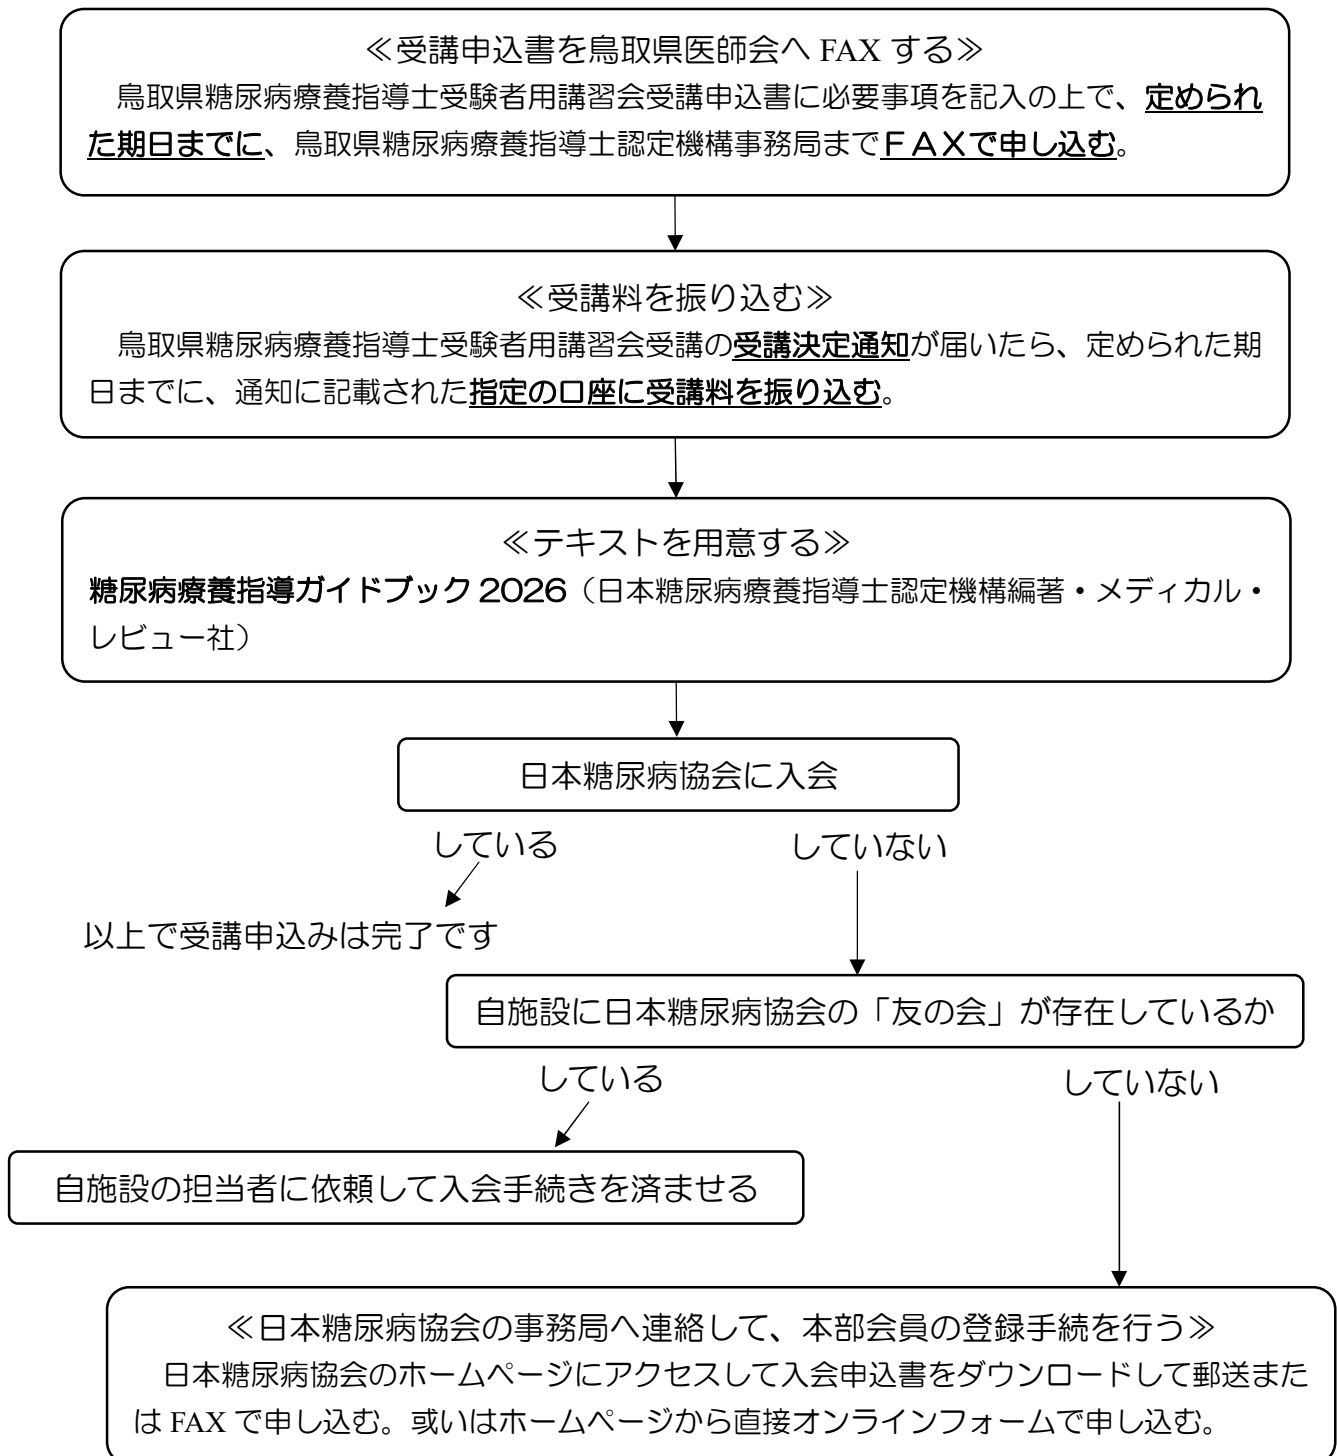 ≪受講申込書を鳥取県医師会へ FAX する≫
鳥取県糖尿病療養指導士受験者用講習会受講申込書に必要事項を記入の上で、定められ
た期日までに、鳥取県糖尿病療養指導士認定機構事務局までＦＡＸで申し込む。
≪受講料を振り込む≫
鳥取県糖尿病療養指導士受験者用講習会受講の受講決定通知が届いたら、定められた期
日までに、通知に記載された指定の口座に受講料を振り込む。
≪テキストを用意する≫
糖尿病療養指導ガイドブック 2026（日本糖尿病療養指導士認定機構編著・メディカル・
レビュー社）
日本糖尿病協会に入会
している
していない
以上で受講申込みは完了です
自施設に日本糖尿病協会の「友の会」が存在しているか
している
していない
自施設の担当者に依頼して入会手続きを済ませる
≪日本糖尿病協会の事務局へ連絡して、本部会員の登録手続を行う≫
日本糖尿病協会のホームページにアクセスして入会申込書をダウンロードして郵送また
は FAX で申し込む。或いはホームページから直接オンラインフォームで申し込む。